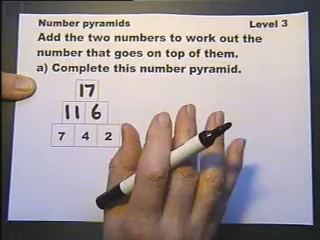 Number pyramids Level 3
Add the two numbers to work out the
number that goes on top of them.
a) Complete this number pyramid.
17
11 6
7 4 2